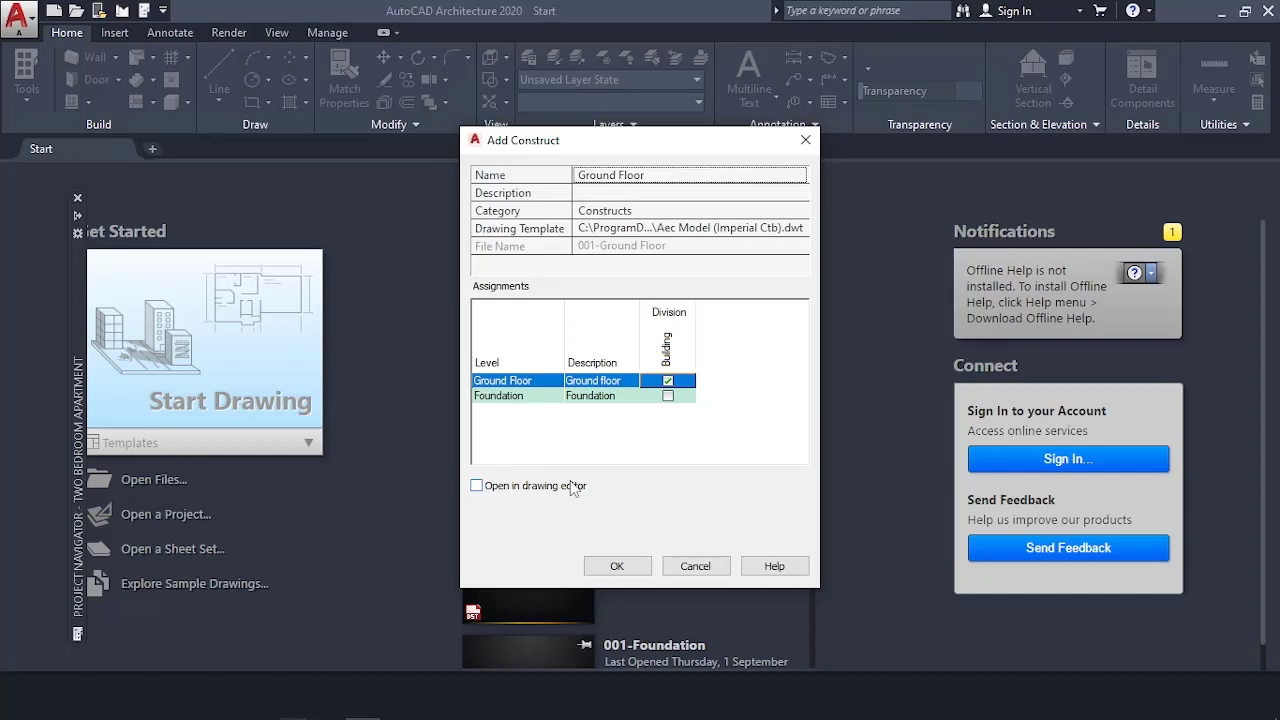 A
AutoCAD Architecture 2020 Start
Type a keyword or phrase
Sign In
Home Insert Annotate Render View Manage
Tools
Wall
Door
Build
Line
Draw
Match
Properties
Modify
View
Unsaved Layer State
Layers
Multiline
Text
Annotation
Transparency
Transparency
Vertical
Section
Section & Elevation
Detail
Components
Details
Measure
Utilities
Start
Add Construct
Name Ground Floor
Description
Category Constructs
Drawing Template C:\ProgramD...\Aec Model (Imperial Ctb).dwt
File Name 001-Ground Floor
Assignments
Division
Building
Level Description
Ground Floor Ground floor
Foundation Foundation
Open in drawing editor
OK Cancel Help
PROJECT NAVIGATOR - TWO BEDROOM APARTMENT
et Started
Start Drawing
Templates
Open Files...
Open a Project...
Open a Sheet Set...
Explore Sample Drawings...
DST
001-Foundation
Last Opened Thursday, 1 September
Notifications 1
Offline Help is not
installed. To install Offline
Help, click Help menu >
Download Offline Help.
Connect
Sign In to your Account
Access online services
Sign In...
Send Feedback
Help us improve our products
Send Feedback